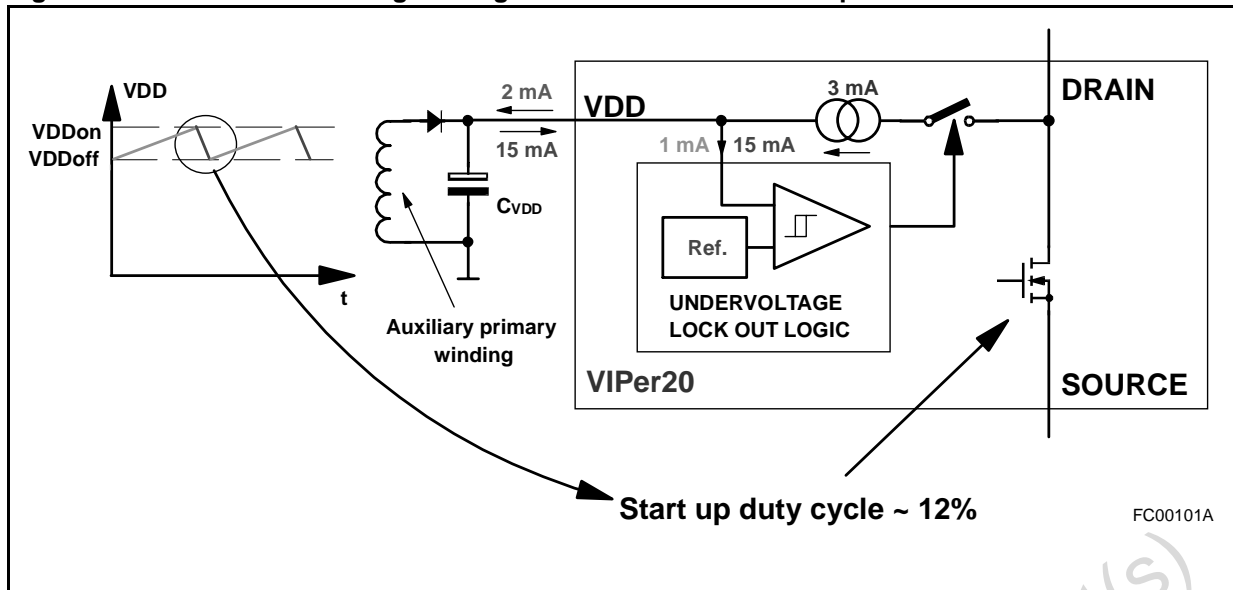 VDD
VDDon
VDDoff
t
2 mA
15 mA
CVDD
Auxiliary primary
winding
VDD
3 mA
DRAIN
1 mA 15 mA
Ref.
UNDERVOLTAGE
LOCK OUT LOGIC
VIPer20
SOURCE
Start up duty cycle ~ 12%
FC00101A